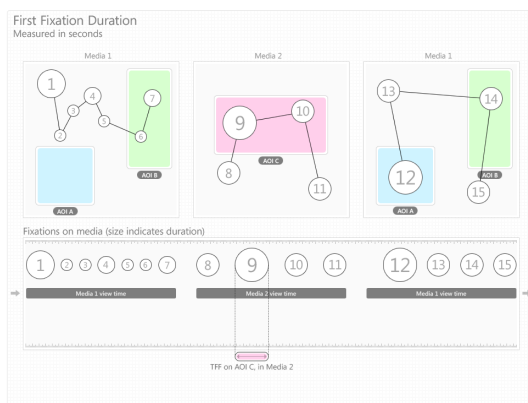 First Fixation Duration
Measured in seconds
Media 1
Media 2
Media 1
1
2
3
4
5
6
7
AOI A
AOI B
8
9
10
11
AOI C
12
13
14
15
AOI A
AOI B
Fixations on media (size indicates duration)
1 2 3 4 5 6 7 8 9 10 11 12 13 14 15
Media 1 view time
Media 2 view time
Media 1 view time
TFF on AOI C, in Media 2